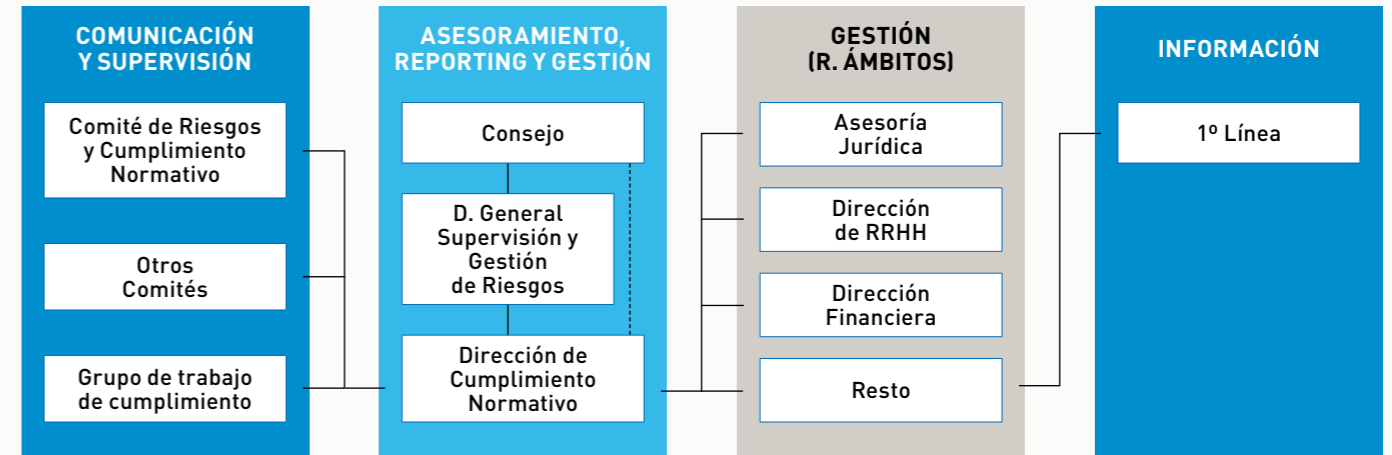 COMUNICACIÓN
Y SUPERVISIÓN
Comité de Riesgos
y Cumplimiento
Normativo
Otros
Comités
Grupo de trabajo
de cumplimiento
ASESORAMIENTO,
REPORTING Y GESTIÓN
Consejo
D. General
Supervisión y
Gestión
de Riesgos
Dirección de
Cumplimiento
Normativo
GESTIÓN
(R. ÁMBITOS)
Asesoría
Jurídica
Dirección
de RRHH
Dirección
Financiera
Resto
INFORMACIÓN
1º Línea